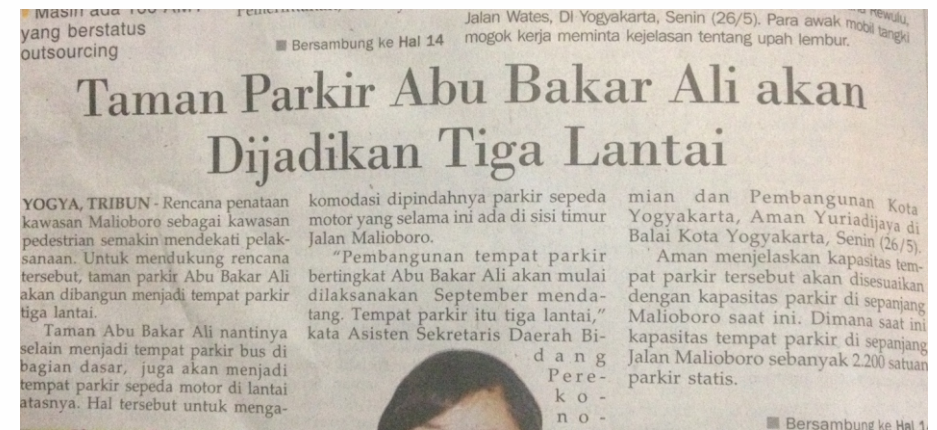 Masih ada
yang berstatus
outsourcing
■ Bersambung ke Hal 14
Rewulu,
Jalan Wates, DI Yogyakarta, Senin (26/5). Para awak mobil tangki
mogok kerja meminta kejelasan tentang upah lembur.
Taman Parkir Abu Bakar Ali akan
Dijadikan Tiga Lantai
YOGYA, TRIBUN - Rencana penataan
kawasan Malioboro sebagai kawasan
pedestrian semakin mendekati pelak-
sanaan. Untuk mendukung rencana
tersebut, taman parkir Abu Bakar Ali
akan dibangun menjadi tempat parkir
tiga lantai.
Taman Abu Bakar Ali nantinya
selain menjadi tempat parkir bus di
bagian dasar, juga akan menjadi
tempat parkir sepeda motor di lantai
atasnya. Hal tersebut untuk menga-
komodasi dipindahnya parkir sepeda
motor yang selama ini ada di sisi timur
Jalan Malioboro.
"Pembangunan tempat parkir
bertingkat Abu Bakar Ali akan mulai
dilaksanakan September menda-
tang. Tempat parkir itu tiga lantai,"
kata Asisten Sekretaris Daerah Bi-
dang
Pere-
ko-
no-
mian dan Pembangunan Kota
Yogyakarta, Aman Yuriadijaya di
Balai Kota Yogyakarta, Senin (26/5).
Aman menjelaskan kapasitas tem-
pat parkir tersebut akan disesuaikan
dengan kapasitas parkir di sepanjang
Malioboro saat ini. Dimana saat ini
kapasitas tempat parkir di sepanjang
Jalan Malioboro sebanyak 2.200 satuan
parkir statis.
■ Bersambung ke Hal 14